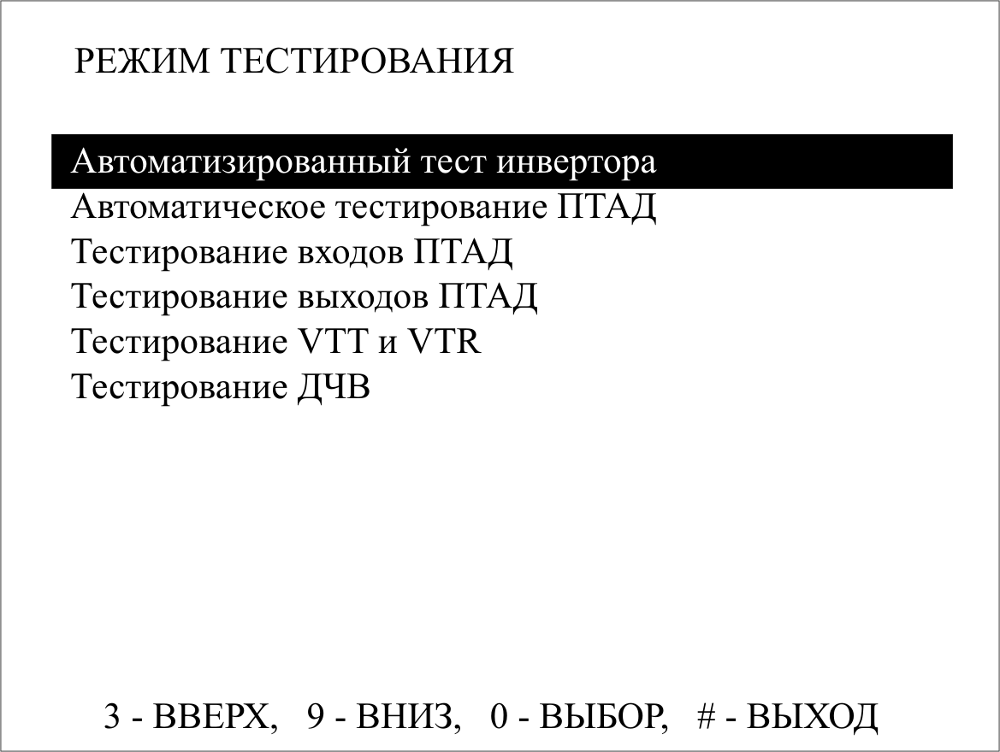 РЕЖИМ ТЕСТИРОВАНИЯ
Автоматизированный тест инвертора
Автоматическое тестирование ПТАД
Тестирование входов ПТАД
Тестирование выходов ПТАД
Тестирование VTT и VTR
Тестирование ДЧВ
3 - ВВЕРХ, 9 - ВНИЗ, 0 - ВЫБОР, # - ВЫХОД